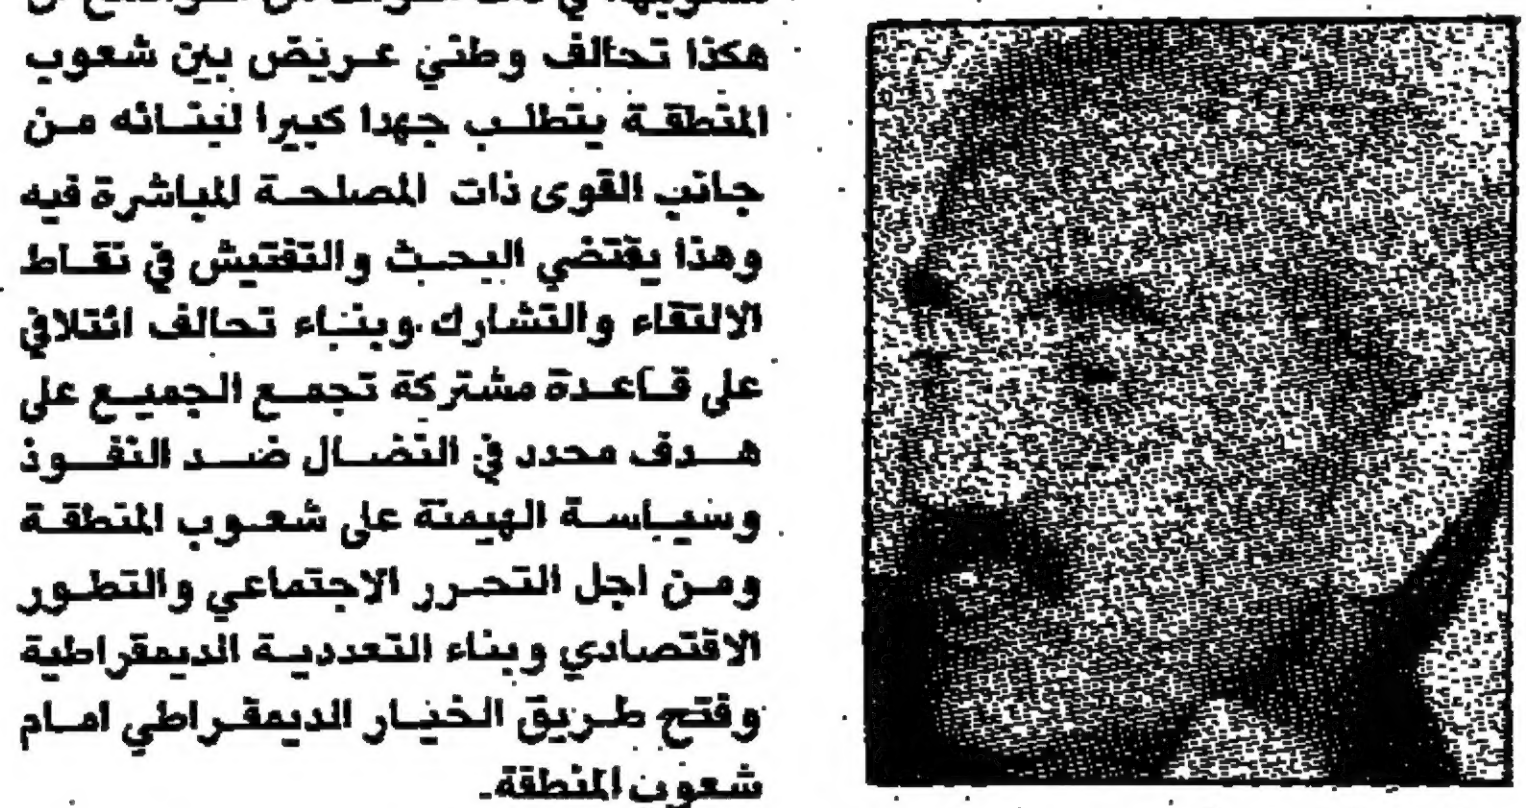 هكذا تحالف وطني عريض بين شعوب
المنطقة يتطلب جهدا كبيرا لبنائه من
جانب القوى ذات المصلحة المباشرة فيه
وهذا يقتضي البحث والتفتيش في نقاط
الالتقاء والتشارك وبناء تحالف ائتلافي
على قاعدة مشتركة تجمع الجميع على
هدف محدد في النضال ضد النفوذ
وسياسة الهيمنة على شعوب المنطقة
ومن اجل التحرر الاجتماعي والتطور
الاقتصادي وبناء التعددية الديمقراطية
وفتح طريق الخيار الديمقراطي امام
شعوب المنطقة.